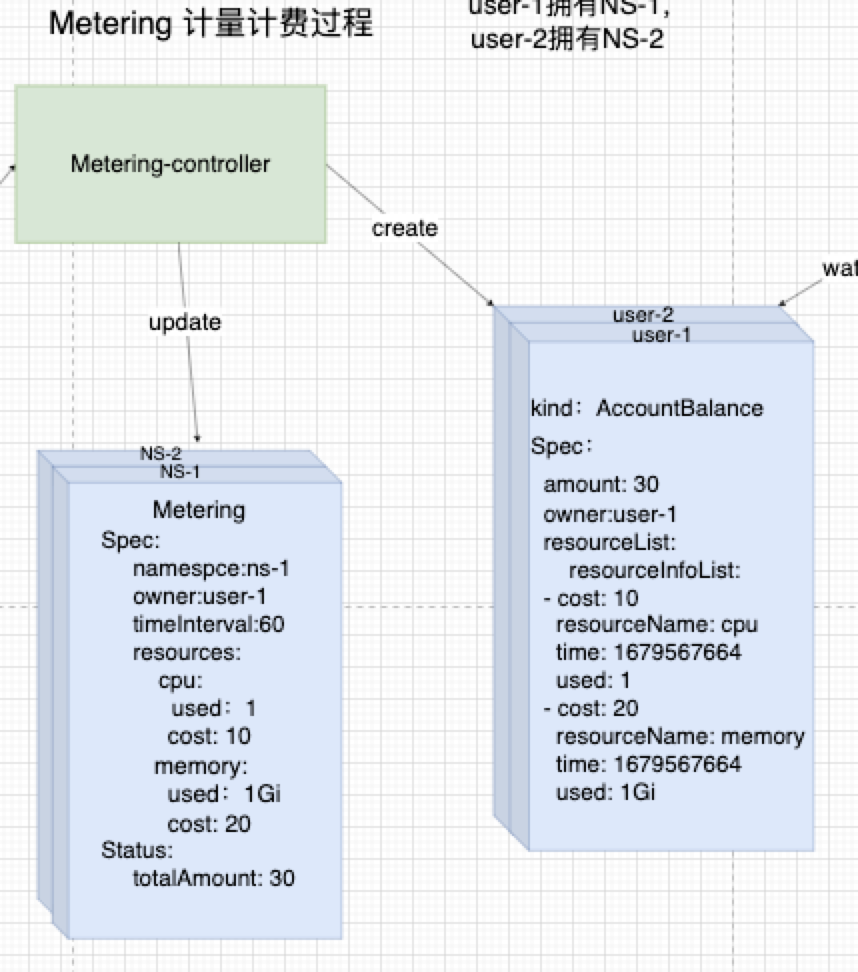 Metering 计量计费过程
user-1拥有NS-1,
user-2拥有NS-2
Metering-controller
create
update
user-2
user-1
kind：AccountBalance
Spec：
amount: 30
owner:user-1
resourceList:
resourceInfoList:
- cost: 10
resourceName: cpu
time: 1679567664
used: 1
- cost: 20
resourceName: memory
time: 1679567664
used: 1Gi
NS-2
NS-1
Metering
Spec:
namespce:ns-1
owner:user-1
timeInterval:60
resources:
cpu:
used：1
cost: 10
memory:
used：1Gi
cost: 20
Status:
totalAmount: 30